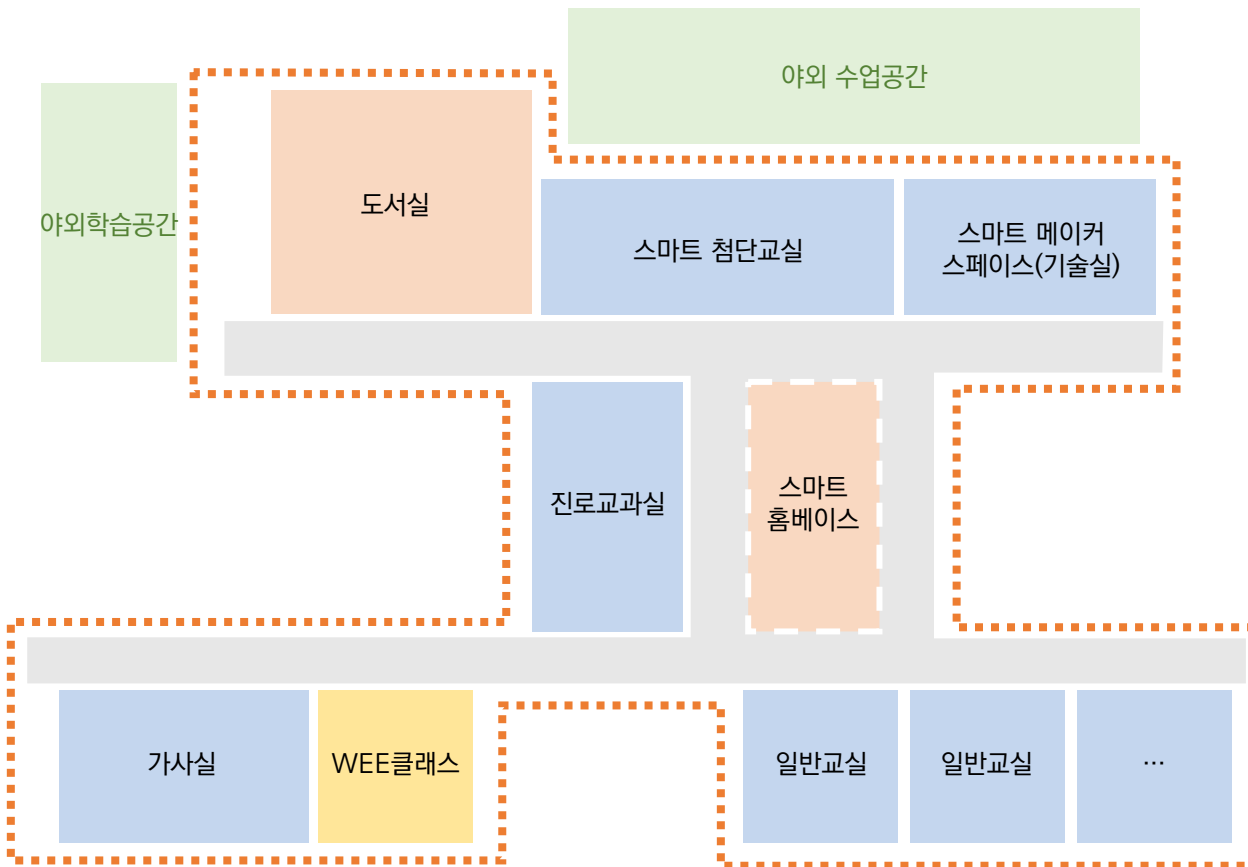 야외 수업공간
야외학습공간
도서실
스마트 첨단교실
스마트 메이커
스페이스(기술실)
진로교과실
스마트
홈베이스
가사실
WEE클래스
일반교실
일반교실
…